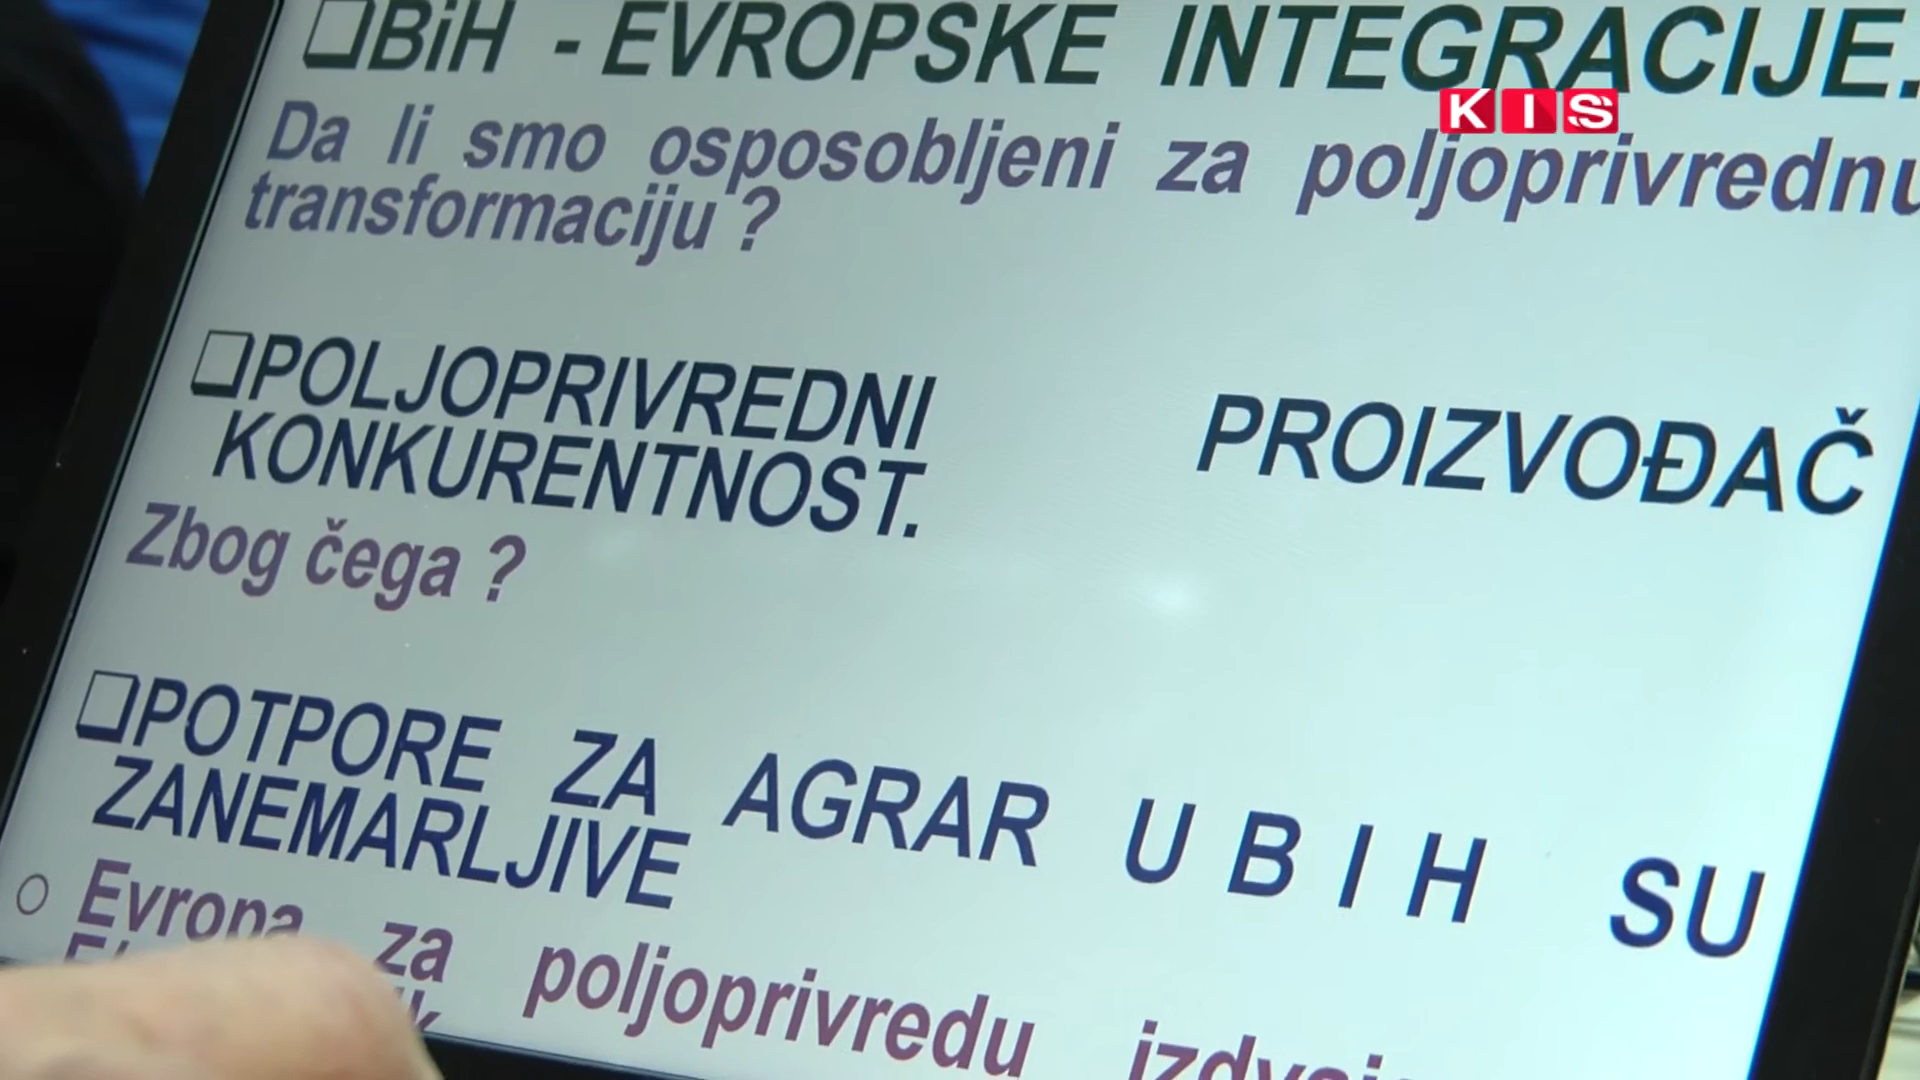 ❑BiH - EVROPSKE INTEGRACIJE.
KIS
Da li smo osposobljeni za poljoprivrednu
transformaciju ?
❑POLJOPRIVREDNI PROIZVOĐAČ
KONKURENTNOST.
Zbog čega ?
❑POTPORE ZA AGRAR U B I H SU
ZANEMARLJIVE
○ Evropa za poljoprivredu